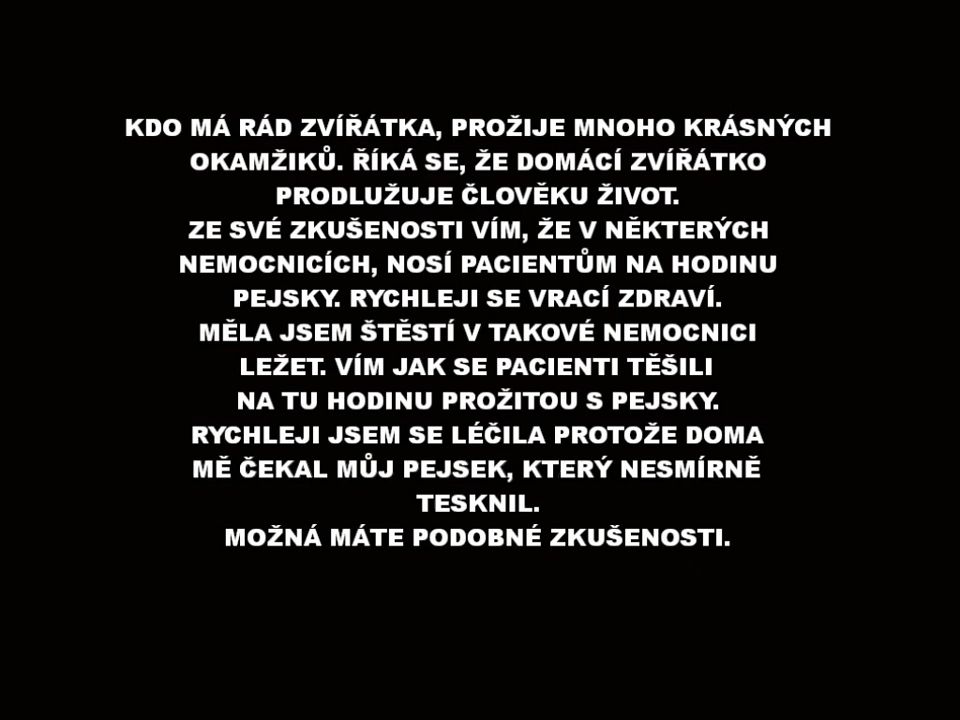 KDO MÁ RÁD ZVÍŘÁTKA, PROŽIJE MNOHO KRÁSNÝCH
OKAMŽIKŮ. ŘÍKÁ SE, ŽE DOMÁCÍ ZVÍŘÁTKO
PRODLUŽUJE ČLOVĚKU ŽIVOT.
ZE SVÉ ZKUŠENOSTI VÍM, ŽE V NĚKTERÝCH
NEMOCNICÍCH, NOSÍ PACIENTŮM NA HODINU
PEJSKY. RYCHLEJI SE VRACÍ ZDRAVÍ.
MĚLA JSEM ŠTĚSTÍ V TAKOVÉ NEMOCNICI
LEŽET. VÍM JAK SE PACIENTI TĚŠILI
NA TU HODINU PROŽITOU S PEJSKY.
RYCHLEJI JSEM SE LÉČILA PROTOŽE DOMA
MĚ ČEKAL MŮJ PEJSEK, KTERÝ NESMÍRNĚ
TESKNIL.
MOŽNÁ MÁTE PODOBNÉ ZKUŠENOSTI.